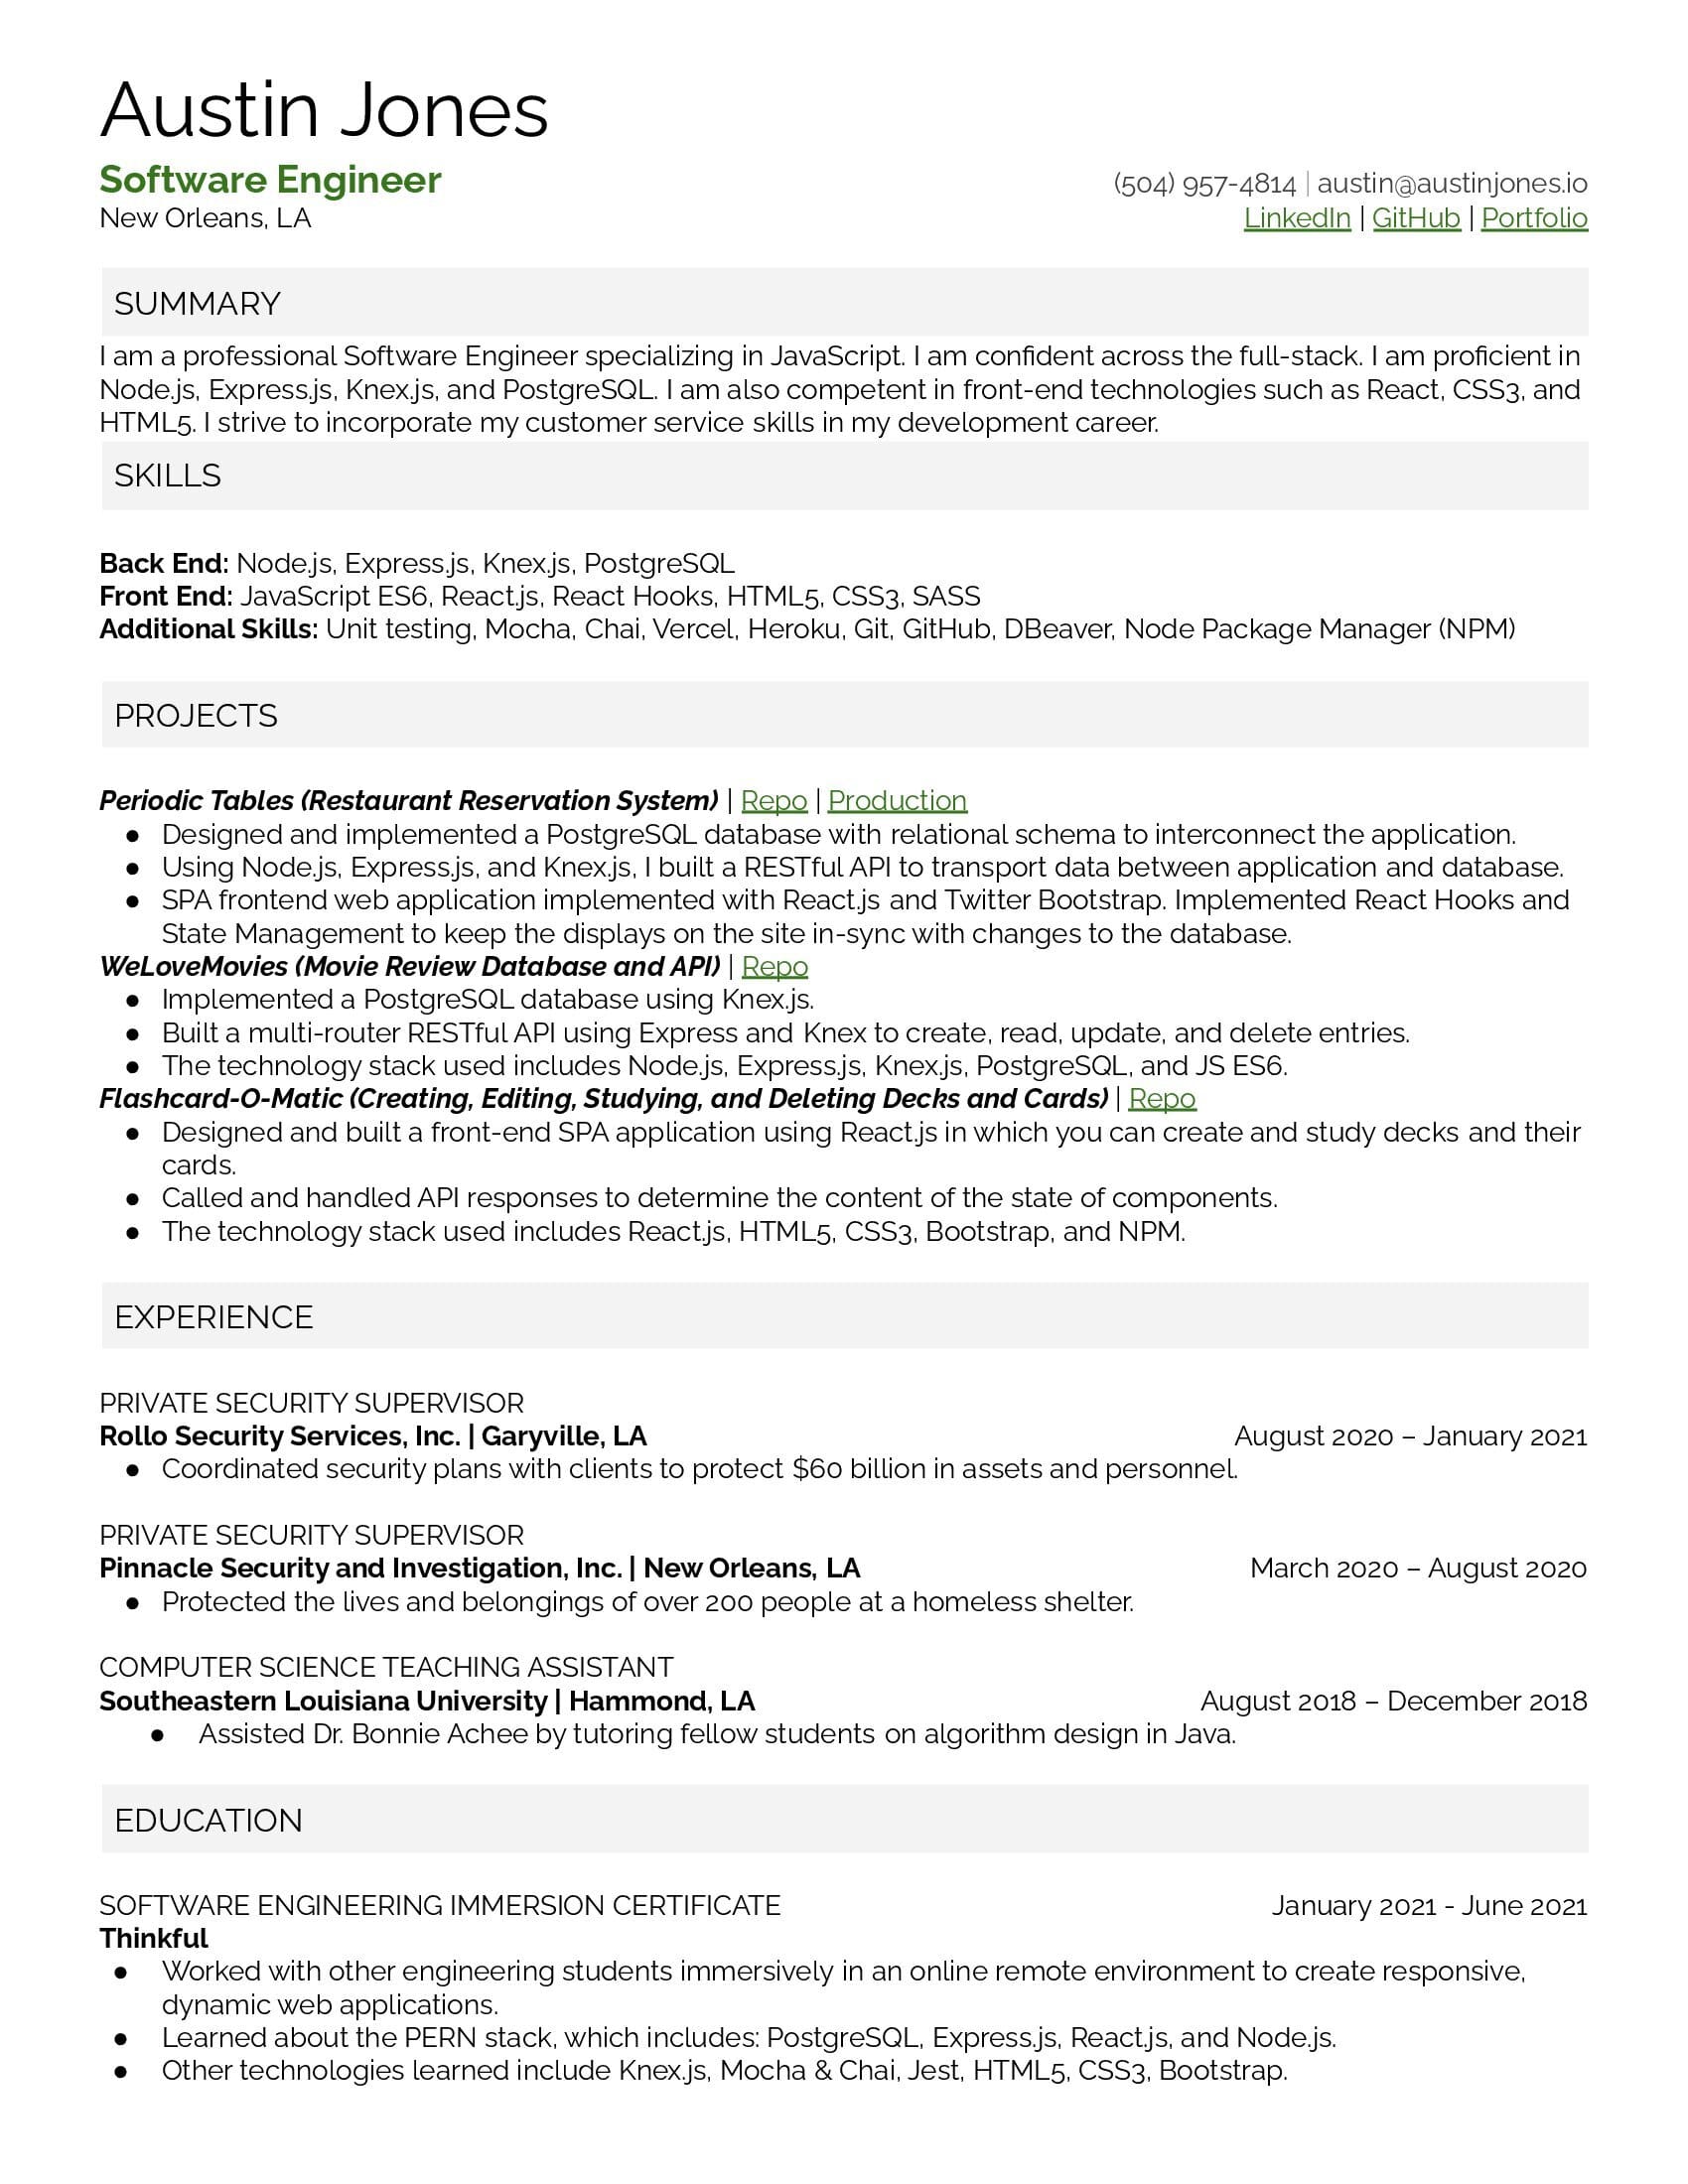 Austin Jones
Software Engineer (504) 957-4814 | austin@austinjones.io
New Orleans, LA LinkedIn | GitHub | Portfolio
SUMMARY
I am a professional Software Engineer specializing in JavaScript. I am confident across the full-stack. I am proficient in
Node.js, Express.js, Knex.js, and PostgreSQL. I am also competent in front-end technologies such as React, CSS3, and
HTML5. I strive to incorporate my customer service skills in my development career.
SKILLS
Back End: Node.js, Express.js, Knex.js, PostgreSQL
Front End: JavaScript ES6, React.js, React Hooks, HTML5, CSS3, SASS
Additional Skills: Unit testing, Mocha, Chai, Vercel, Heroku, Git, GitHub, DBeaver, Node Package Manager (NPM)
PROJECTS
Periodic Tables (Restaurant Reservation System) | Repo | Production
● Designed and implemented a PostgreSQL database with relational schema to interconnect the application.
● Using Node.js, Express.js, and Knex.js, I built a RESTful API to transport data between application and database.
● SPA frontend web application implemented with React.js and Twitter Bootstrap. Implemented React Hooks and
State Management to keep the displays on the site in-sync with changes to the database.
WeLoveMovies (Movie Review Database and API) | Repo
● Implemented a PostgreSQL database using Knex.js.
● Built a multi-router RESTful API using Express and Knex to create, read, update, and delete entries.
● The technology stack used includes Node.js, Express.js, Knex.js, PostgreSQL, and JS ES6.
Flashcard-O-Matic (Creating, Editing, Studying, and Deleting Decks and Cards) | Repo
● Designed and built a front-end SPA application using React.js in which you can create and study decks and their
cards.
● Called and handled API responses to determine the content of the state of components.
● The technology stack used includes React.js, HTML5, CSS3, Bootstrap, and NPM.
EXPERIENCE
PRIVATE SECURITY SUPERVISOR
Rollo Security Services, Inc. | Garyville, LA August 2020 – January 2021
● Coordinated security plans with clients to protect $60 billion in assets and personnel.
PRIVATE SECURITY SUPERVISOR
Pinnacle Security and Investigation, Inc. | New Orleans, LA March 2020 – August 2020
● Protected the lives and belongings of over 200 people at a homeless shelter.
COMPUTER SCIENCE TEACHING ASSISTANT
Southeastern Louisiana University | Hammond, LA August 2018 – December 2018
● Assisted Dr. Bonnie Achee by tutoring fellow students on algorithm design in Java.
EDUCATION
SOFTWARE ENGINEERING IMMERSION CERTIFICATE January 2021 - June 2021
Thinkful
● Worked with other engineering students immersively in an online remote environment to create responsive,
dynamic web applications.
● Learned about the PERN stack, which includes: PostgreSQL, Express.js, React.js, and Node.js.
● Other technologies learned include Knex.js, Mocha & Chai, Jest, HTML5, CSS3, Bootstrap.